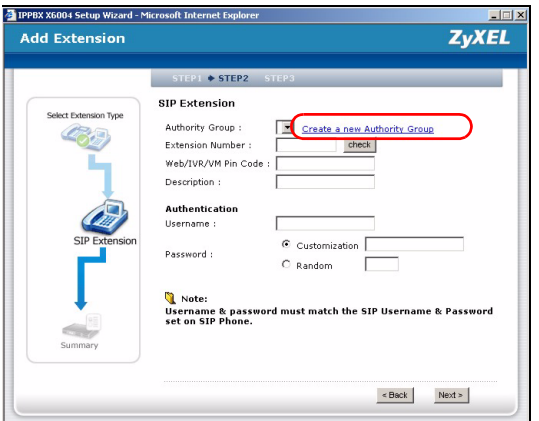 IPPBX X6004 Setup Wizard - Microsoft Internet Explorer
Add Extension
ZyXEL
STEP1 STEP2 STEP3
Select Extension Type
SIP Extension
Summary
SIP Extension
Authority Group :
Create a new Authority Group
Extension Number :
check
Web/IVR/VM Pin Code :
Description :
Authentication
Username :
Password :
Customization
Random
Note:
Username & password must match the SIP Username & Password
set on SIP Phone.
< Back
Next >